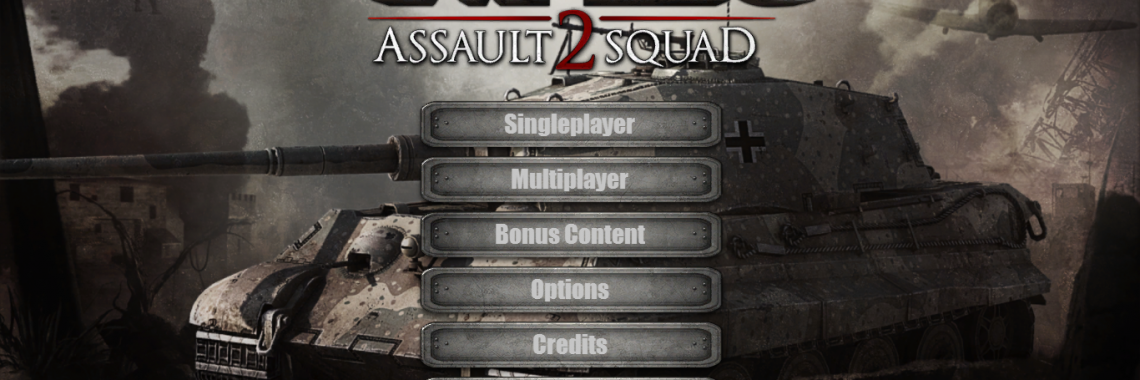 ASSAULT 2 SQUAD
Singleplayer
Multiplayer
Bonus Content
Options
Credits